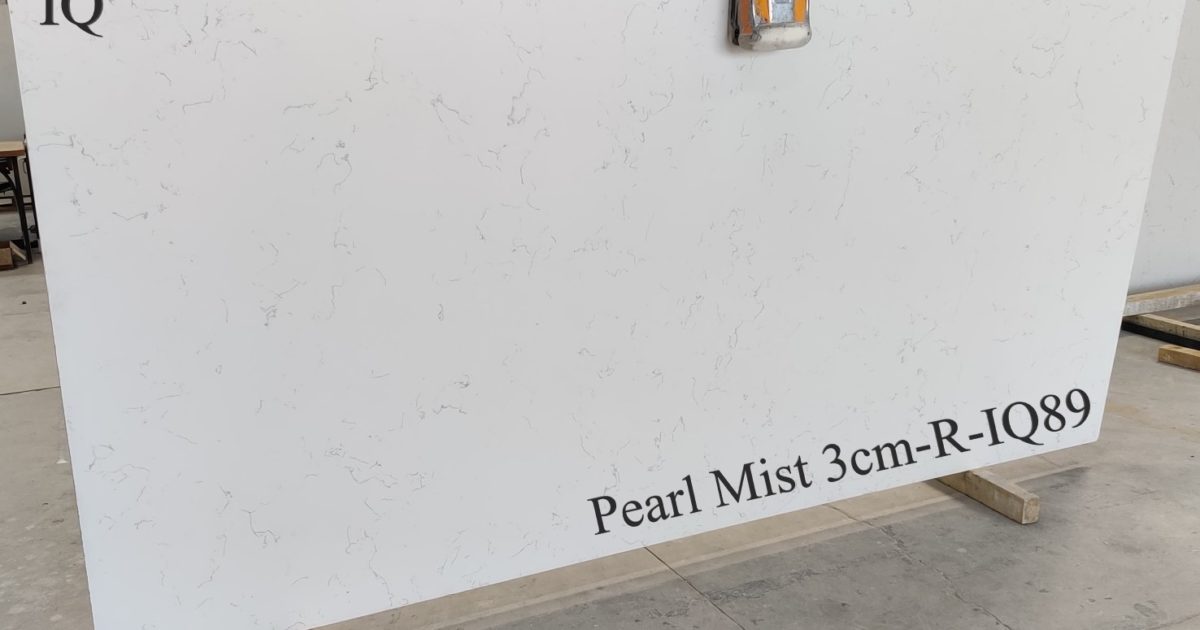 IQ
Pearl Mist 3cm-R-IQ89